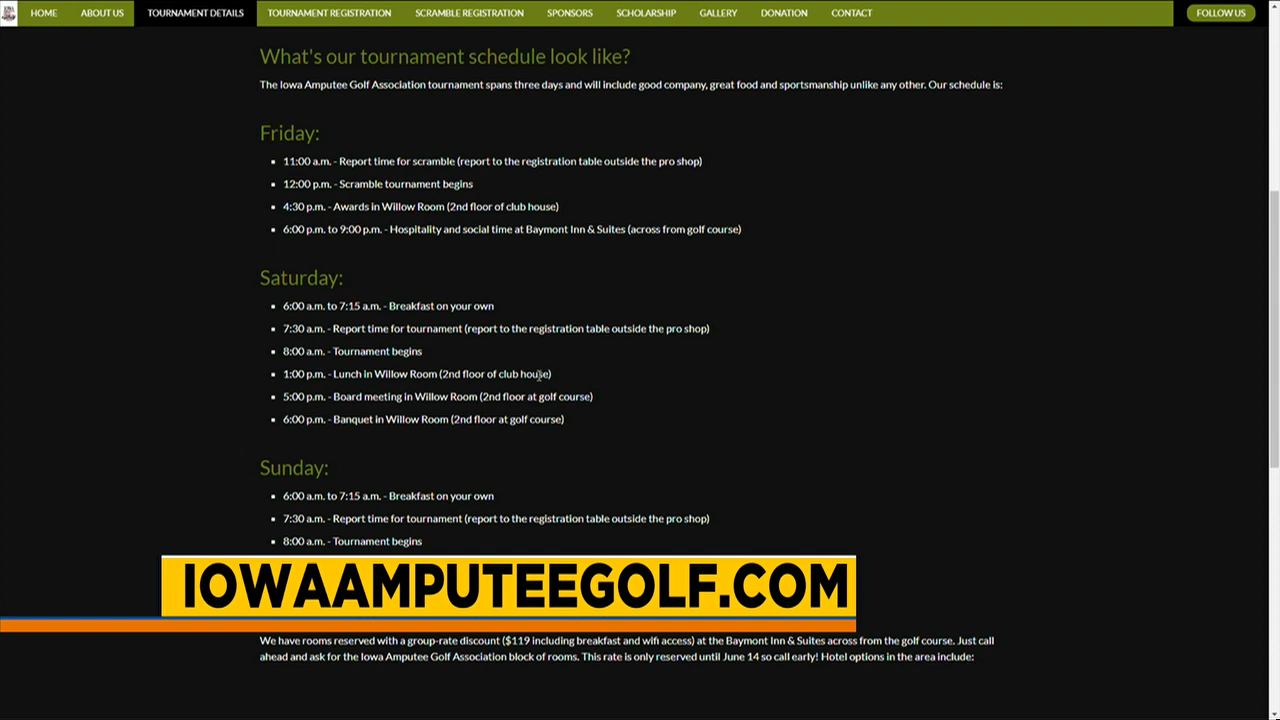 HOME ABOUT US TOURNAMENT DETAILS TOURNAMENT REGISTRATION SCRAMBLE REGISTRATION SPONSORS SCHOLARSHIP GALLERY DONATION CONTACT FOLLOW US
What's our tournament schedule look like?
The Iowa Amputee Golf Association tournament spans three days and will include good company, great food and sportsmanship unlike any other. Our schedule is:
Friday:
11:00 a.m. - Report time for scramble (report to the registration table outside the pro shop)
12:00 p.m. - Scramble tournament begins
4:30 p.m. - Awards in Willow Room (2nd floor of club house)
6:00 p.m. to 9:00 p.m. - Hospitality and social time at Baymont Inn & Suites (across from golf course)
Saturday:
6:00 a.m. to 7:15 a.m. - Breakfast on your own
7:30 a.m. - Report time for tournament (report to the registration table outside the pro shop)
8:00 a.m. - Tournament begins
1:00 p.m. - Lunch in Willow Room (2nd floor of club house)
5:00 p.m. - Board meeting in Willow Room (2nd floor at golf course)
6:00 p.m. - Banquet in Willow Room (2nd floor at golf course)
Sunday:
6:00 a.m. to 7:15 a.m. - Breakfast on your own
7:30 a.m. - Report time for tournament (report to the registration table outside the pro shop)
8:00 a.m. - Tournament begins
IOWAAMPUTEEGOLF.COM
We have rooms reserved with a group-rate discount ($119 including breakfast and wifi access) at the Baymont Inn & Suites across from the golf course. Just call
ahead and ask for the Iowa Amputee Golf Association block of rooms. This rate is only reserved until June 14 so call early! Hotel options in the area include: